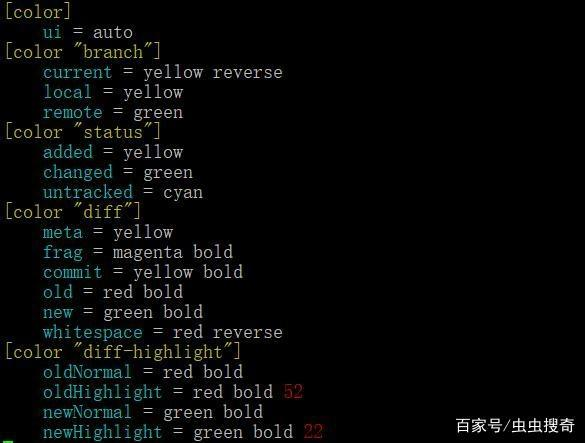 [color]
    ui = auto
[color "branch"]
    current = yellow reverse
    local = yellow
    remote = green
[color "status"]
    added = yellow
    changed = green
    untracked = cyan
[color "diff"]
    meta = yellow
    frag = magenta bold
    commit = yellow bold
    old = red bold
    new = green bold
    whitespace = red reverse
[color "diff-highlight"]
    oldNormal = red bold
    oldHighlight = red bold 52
    newNormal = green bold
    newHighlight = green bold 22
百家号/虫虫搜奇